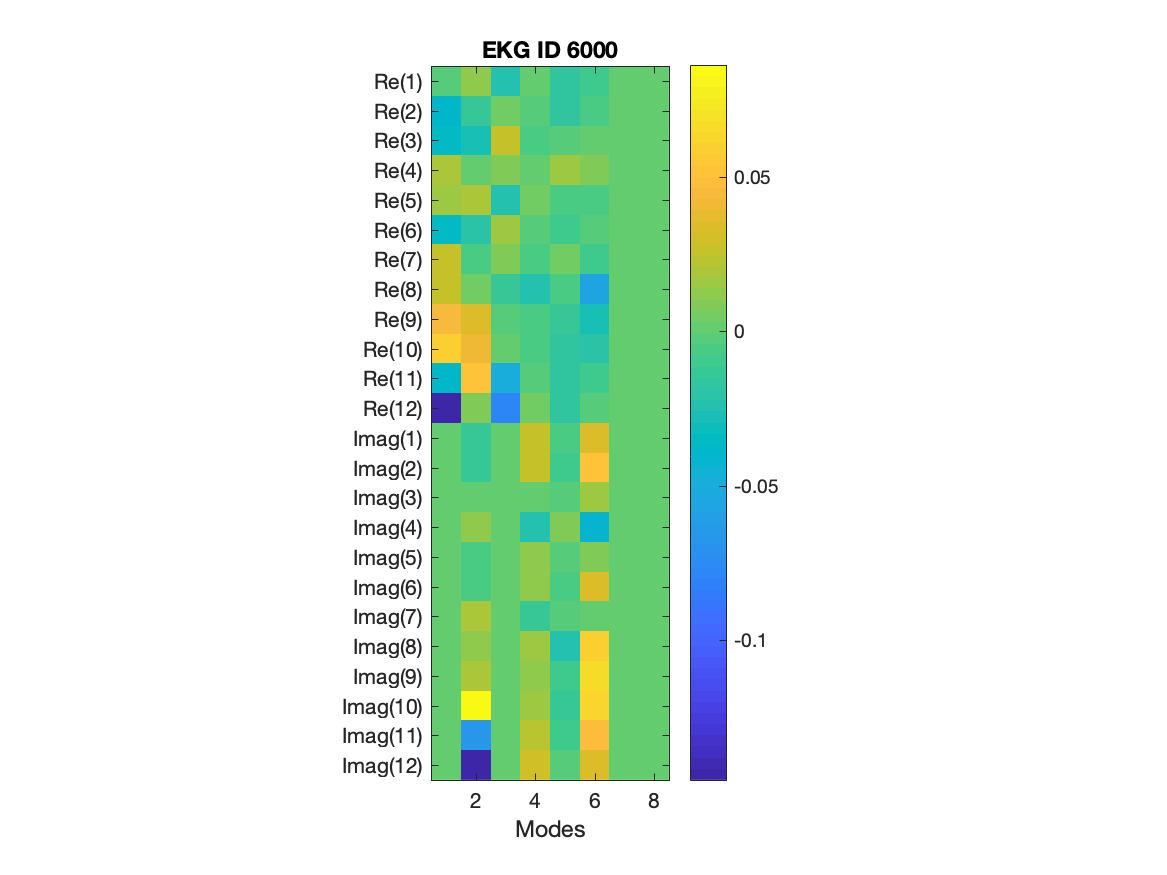 EKG ID 6000
Re(1)
Re(2)
Re(3)
Re(4)
Re(5)
Re(6)
Re(7)
Re(8)
Re(9)
Re(10)
Re(11)
Re(12)
Imag(1)
Imag(2)
Imag(3)
Imag(4)
Imag(5)
Imag(6)
Imag(7)
Imag(8)
Imag(9)
Imag(10)
Imag(11)
Imag(12)
2 4 6 8
Modes
0.05
0
-0.05
-0.1